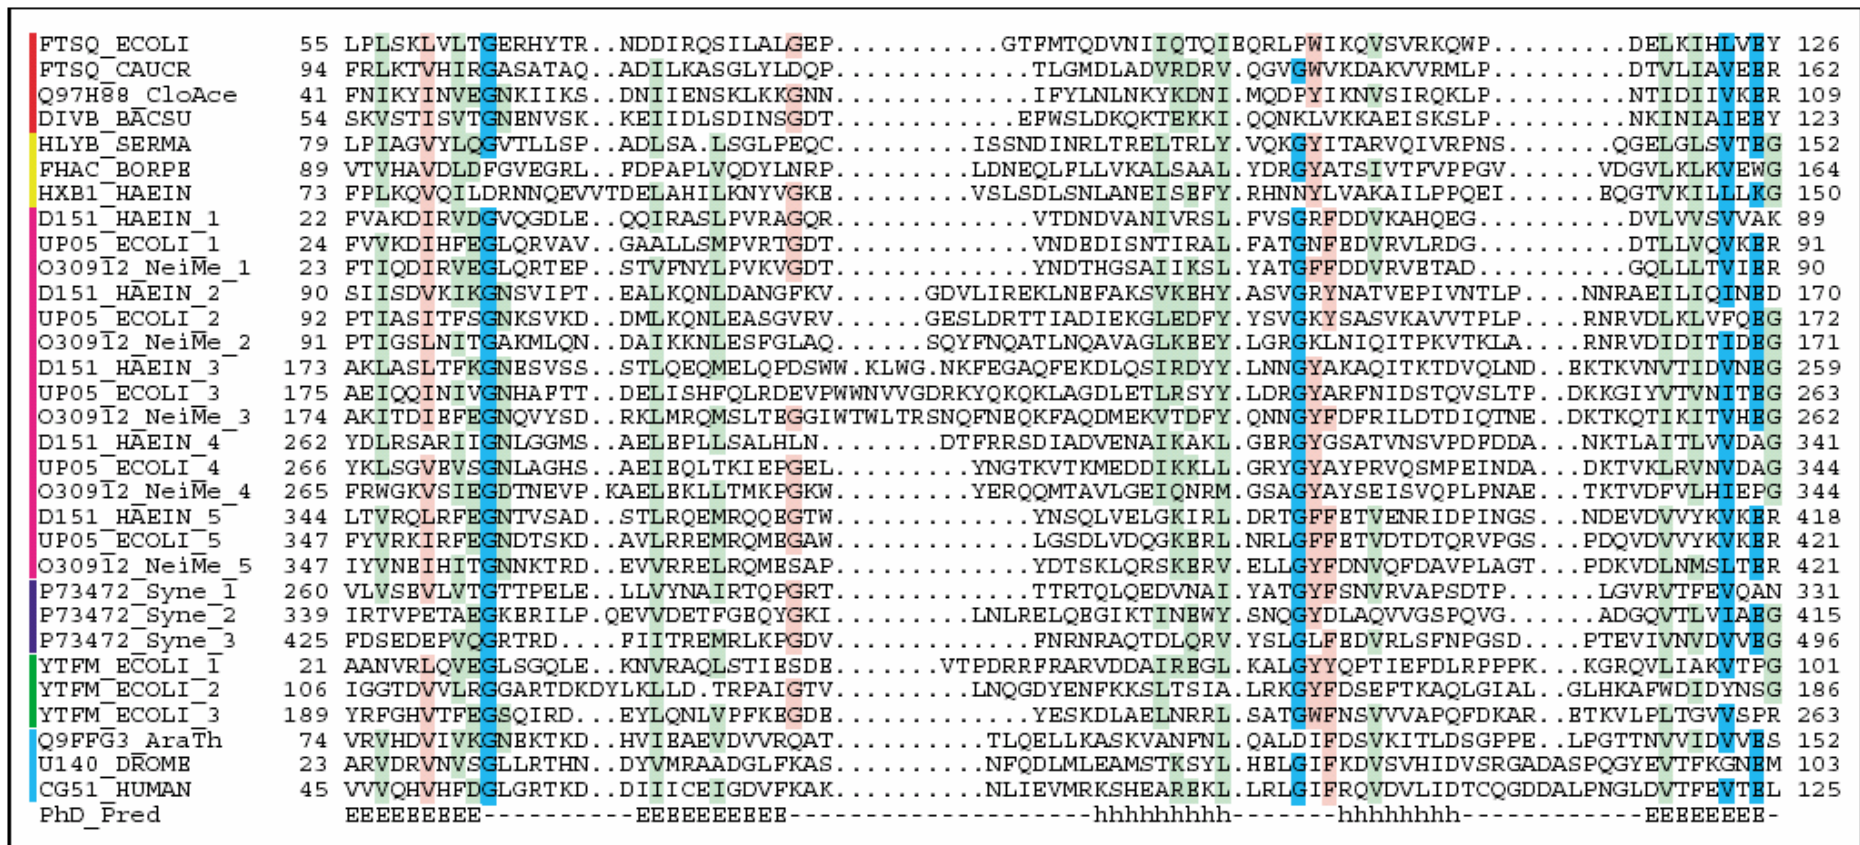 FTSQ_ECOLI 55 LPLSKLVLTGERHYTR..NDDIRQSILALGEP...........GTFMTQDVNIIQTQIEQRLPWIKQVSVRKQWP..........DELKIHLVEY 126
FTSQ_CAUCR 94 FRLKTVHIRGASATAQ..ADILKASGLYLDQP.............TLGMDLADVRDRV.QGVGWVKDAKVVRMLP..........DTVLIAVEER 162
Q97H88_CloAce 41 FNIKYINVEGNKIIKS..DNIIENSKLKKGNN.............IFYLNLNKYKDNI.MQDPYIKNVSIRQKLP..........NTIDIIVKER 109
DIVB_BACSU 54 SKVSTISVTGNENVSK..KEIIDLSDINSGDT............EFWSLDKQKTEKKI.QQNKLVKKAEISKSLP..........NKINIAIEEY 123
HLYB_SERMA 79 LPIAGVYLQGVTLLSP..ADLSA.LSGLPEQC.........ISSNDINRLTRELTRLY.VQKGYITARVQIVRPNS........QGELGLSVTEG 152
FHAC_BORPE 89 VTVHAVDLDFGVEGRL..FDPAPLVQDYLNRP.........LDNEQLFLLVKALSAAL.YDRGYATSIVTFVPPGV.......VDGVLKLKVEWG 164
HXB1_HAEIN 73 FPLKQVQILDRNNQEVVTDELAHILKNYVGKE.........VSLSDLSNLANEISEFY.RHNNYLVAKAILPPQEI.......EQGTVKILLLKG 150
D151_HAEIN_1 22 FVAKDIRVDGVQGDLE..QQIRASLPVRAGQR.............VTDNDVANIVRSL.FVSGRFDDVKAHQEG...........DVLVVSVVAK 89
UP05_ECOLI_1 24 FVVKDIHFEGLQRVAV..GAALLSMPVRTGDT.............VNDEDISNTIRAL.FATGNFEDVRVLRDG...........DTLLVQVKER 91
O30912_NeiMe_1 23 FTIQDIRVEGLQRTEP..STVFNYLPVKVGDT.............YNDTHGSAIIKSL.YATGFFDDVRVETAD...........GQLLLTVIER 90
D151_HAEIN_2 90 SIISDVKIKGNSVIPT..EALKQNLDANGFKV......GDVLIREKLNEFAKSVKEHY.ASVGRYNATVEPIVNTLP....NNRAEILIQINED 170
UP05_ECOLI_2 92 PTIASITFSGNKSVKD..DMLKQNLEASGVRV......GESLDRTTIADIEKGLEDFY.YSVGKYSASVKAVVTPLP....RNRVDLKLVFQEG 172
O30912_NeiMe_2 91 PTIGSLNITGAKMLQN..DAIKKNLESFGLAQ......SQYFNQATLNQAVAGLKEEY.LGRGKLNIQITPKVTKLA....RNRVDIDITIDEG 171
D151_HAEIN_3 173 AKLASLTFKGNESVSS..STLQEQMELQPDSWW.KLWG.NKFEGAQFEKDLQSIRDYY.LNNGYAKAQITKTDVQLND..EKTKVNVTIDVNEG 259
UP05_ECOLI_3 175 AEIQQINIVGNHAFTT..DELISHFQLRDEVPWWNVVGDRKYQKQKLAGDLETLRSYY.LDRGYARFNIDSTQVSLTP..DKKGIYVTVNITEG 263
O30912_NeiMe_3 174 AKITDIEFEGNQVYSD..RKLMRQMSLTEGGIWTWLTRSNQFNEQKFAQDMEKVTDFY.QNNGYFDFRILDTDIQTNE..DKTKQTIKITVHEG 262
D151_HAEIN_4 262 YDLRSARIIGNLGGMS..AELEPLLSALHLN........DTFRRSDIADVENAIKAKL.GERGYGSATVNSVPDFDDA...NKTLAITLVVDAG 341
UP05_ECOLI_4 266 YKLSGVEVSGNLAGHS..AEIEQLTKIEPGEL.........YNGTKVTKMEDDIKKLL.GRYGYAYPRVQSMPEINDA...DKTVKLRVNVDAG 344
O30912_NeiMe_4 265 FRWGKVSIEGDTNEVP.KAELEKLLTMKPGKW.........YERQQMTAVLGEIQNRM.GSAGYAYSEISVQPLPNAE...TKTVDFVLHIEPG 344
D151_HAEIN_5 344 LTVRQLRFEGNTVSAD..STLRQEMRQQEGTW.............YNSQLVELGKIRL.DRTGFFETVENRIDPINGS...NDEVDVVYKVKER 418
UP05_ECOLI_5 347 FYVRKIRFEGNDTSKD..AVLRREMRQMEGAW.............LGSDLVDQGKERL.NRLGFFETVDTDTQRVPGS...PDQVDVVYKVKER 421
O30912_NeiMe_5 347 IYVNEIHITGNNKTRD..EVVRRELRQMESAP.............YDTSKLQRSKERV.ELLGYFDNVQFDAVPLAGT...PDKVDLNMSLTER 421
P73472_Syne_1 260 VLVSEVLVTGTTPELE..LLVYNAIRTQPGRT.............TTRTQLQEDVNAI.YATGYFSNVRVAPSDTP.......LGVRVTFEVQAN 331
P73472_Syne_2 339 IRTVPETAEGKERILP.QEVVDETFGEQYGKI.........LNLRELQEGIKTINEWY.SNQGYDLAQVVGSPQVG.......ADGQVTLVIAEG 415
P73472_Syne_3 425 FDSEDEPVQGRTRD....FIITREMRLKPGDV.............FNRNRAQTDLQRV.YSLGLFEDVRLSFNPGSD.....PTEVIVNVDVVEG 496
YTFM_ECOLI_1 21 AANVRLQVEGLSGQLE..KNVRAQLSTIESDE.......VTPDRRFRARVDDAIREGL.KALGYYQPTIEFDLRPPPK....KGRQVLIAKVTPG 101
YTFM_ECOLI_2 106 IGGTDVVLRGGARTDKDYLKLLD.TRPAIGTV.........LNQGDYENFKKSLTSIA.LRKGYFDSEFTKAQLGIAL...GLHKAFWDIDYNSG 186
YTFM_ECOLI_3 189 YRFGHVTFEGSQIRD...EYLQNLVPFKEGDE.............YESKDLAELNRRL.SATGWFNSVVVAPQFDKAR...ETKVLPLTGVVSPR 263
Q9FFG3_AraTh 74 VRVHDVIVKGNEKTKD..HVIEAEVDVVRQAT..........TLQELLKASKVANFNL.QALDIFDSVKITLDSGPPE..LPGTTNVVIDVVES 152
U140_DROME 23 ARVDRVNVSGLLRTHN..DYVMRAADGLFKAS..........NFQDLMLEAMSTKSYL.HELGIFKDVSVHIDVSRGADASPQGYEVTFKGNEM 103
CG51_HUMAN 45 VVVQHVHFDGLGRTKD..DIIICEIGDVFKAK..........NLIEVMRKSHEAREKL.LRLGIFRQVDVLIDTCQGDDALPNGLDVTFEVTEL 125
PhD_Pred EEEEEEEEE----------EEEEEEEEEE--------------------hhhhhhhhh-------hhhhhhhh------------EEEEEEEE-